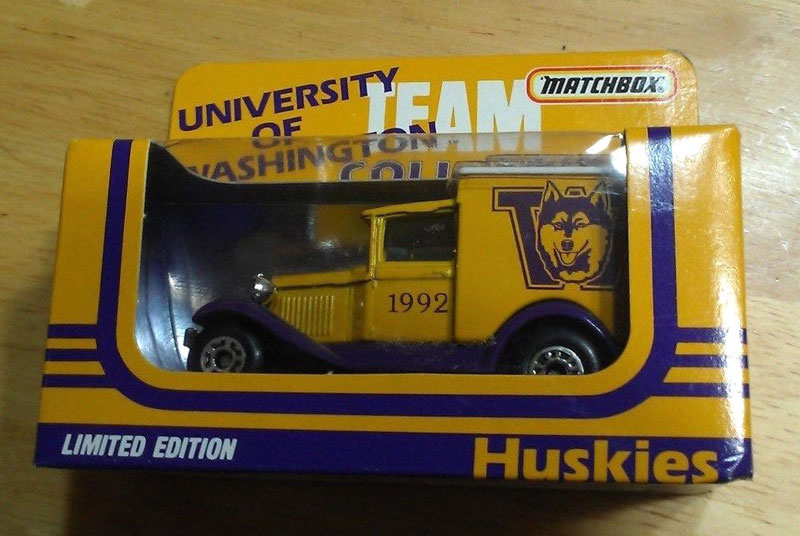 UNIVERSITY
OF
WASHINGTON
TEAM
MATCHBOX
1992
W
LIMITED EDITION
Huskies